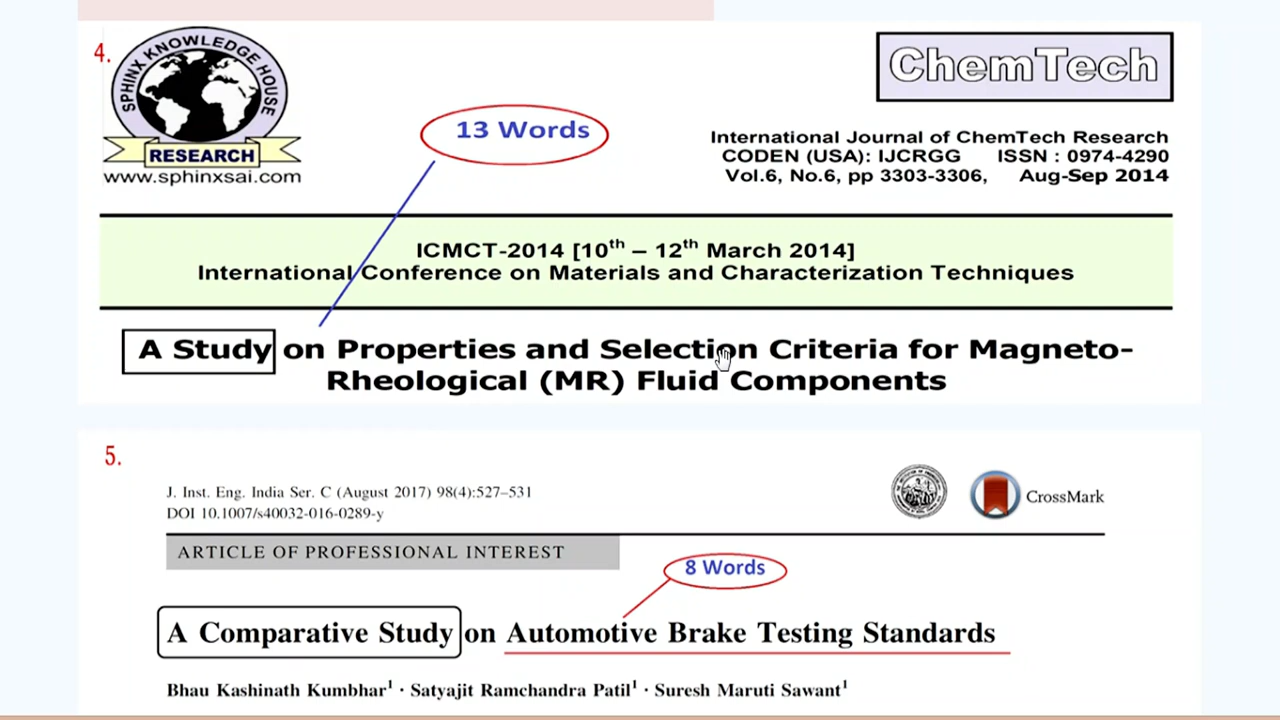 4.
SPHINX KNOWLEDGE HOUSE
RESEARCH
www.sphinxsai.com
13 Words
ChemTech
International Journal of ChemTech Research
CODEN (USA): IJCRGG ISSN : 0974-4290
Vol.6, No.6, pp 3303-3306, Aug-Sep 2014
ICMCT-2014 [10th – 12th March 2014]
International Conference on Materials and Characterization Techniques
A Study on Properties and Selection Criteria for Magneto-
Rheological (MR) Fluid Components
5.
J. Inst. Eng. India Ser. C (August 2017) 98(4):527–531
DOI 10.1007/s40032-016-0289-y
CrossMark
ARTICLE OF PROFESSIONAL INTEREST
8 Words
A Comparative Study on Automotive Brake Testing Standards
Bhau Kashinath Kumbhar1 · Satyajit Ramchandra Patil1 · Suresh Maruti Sawant1